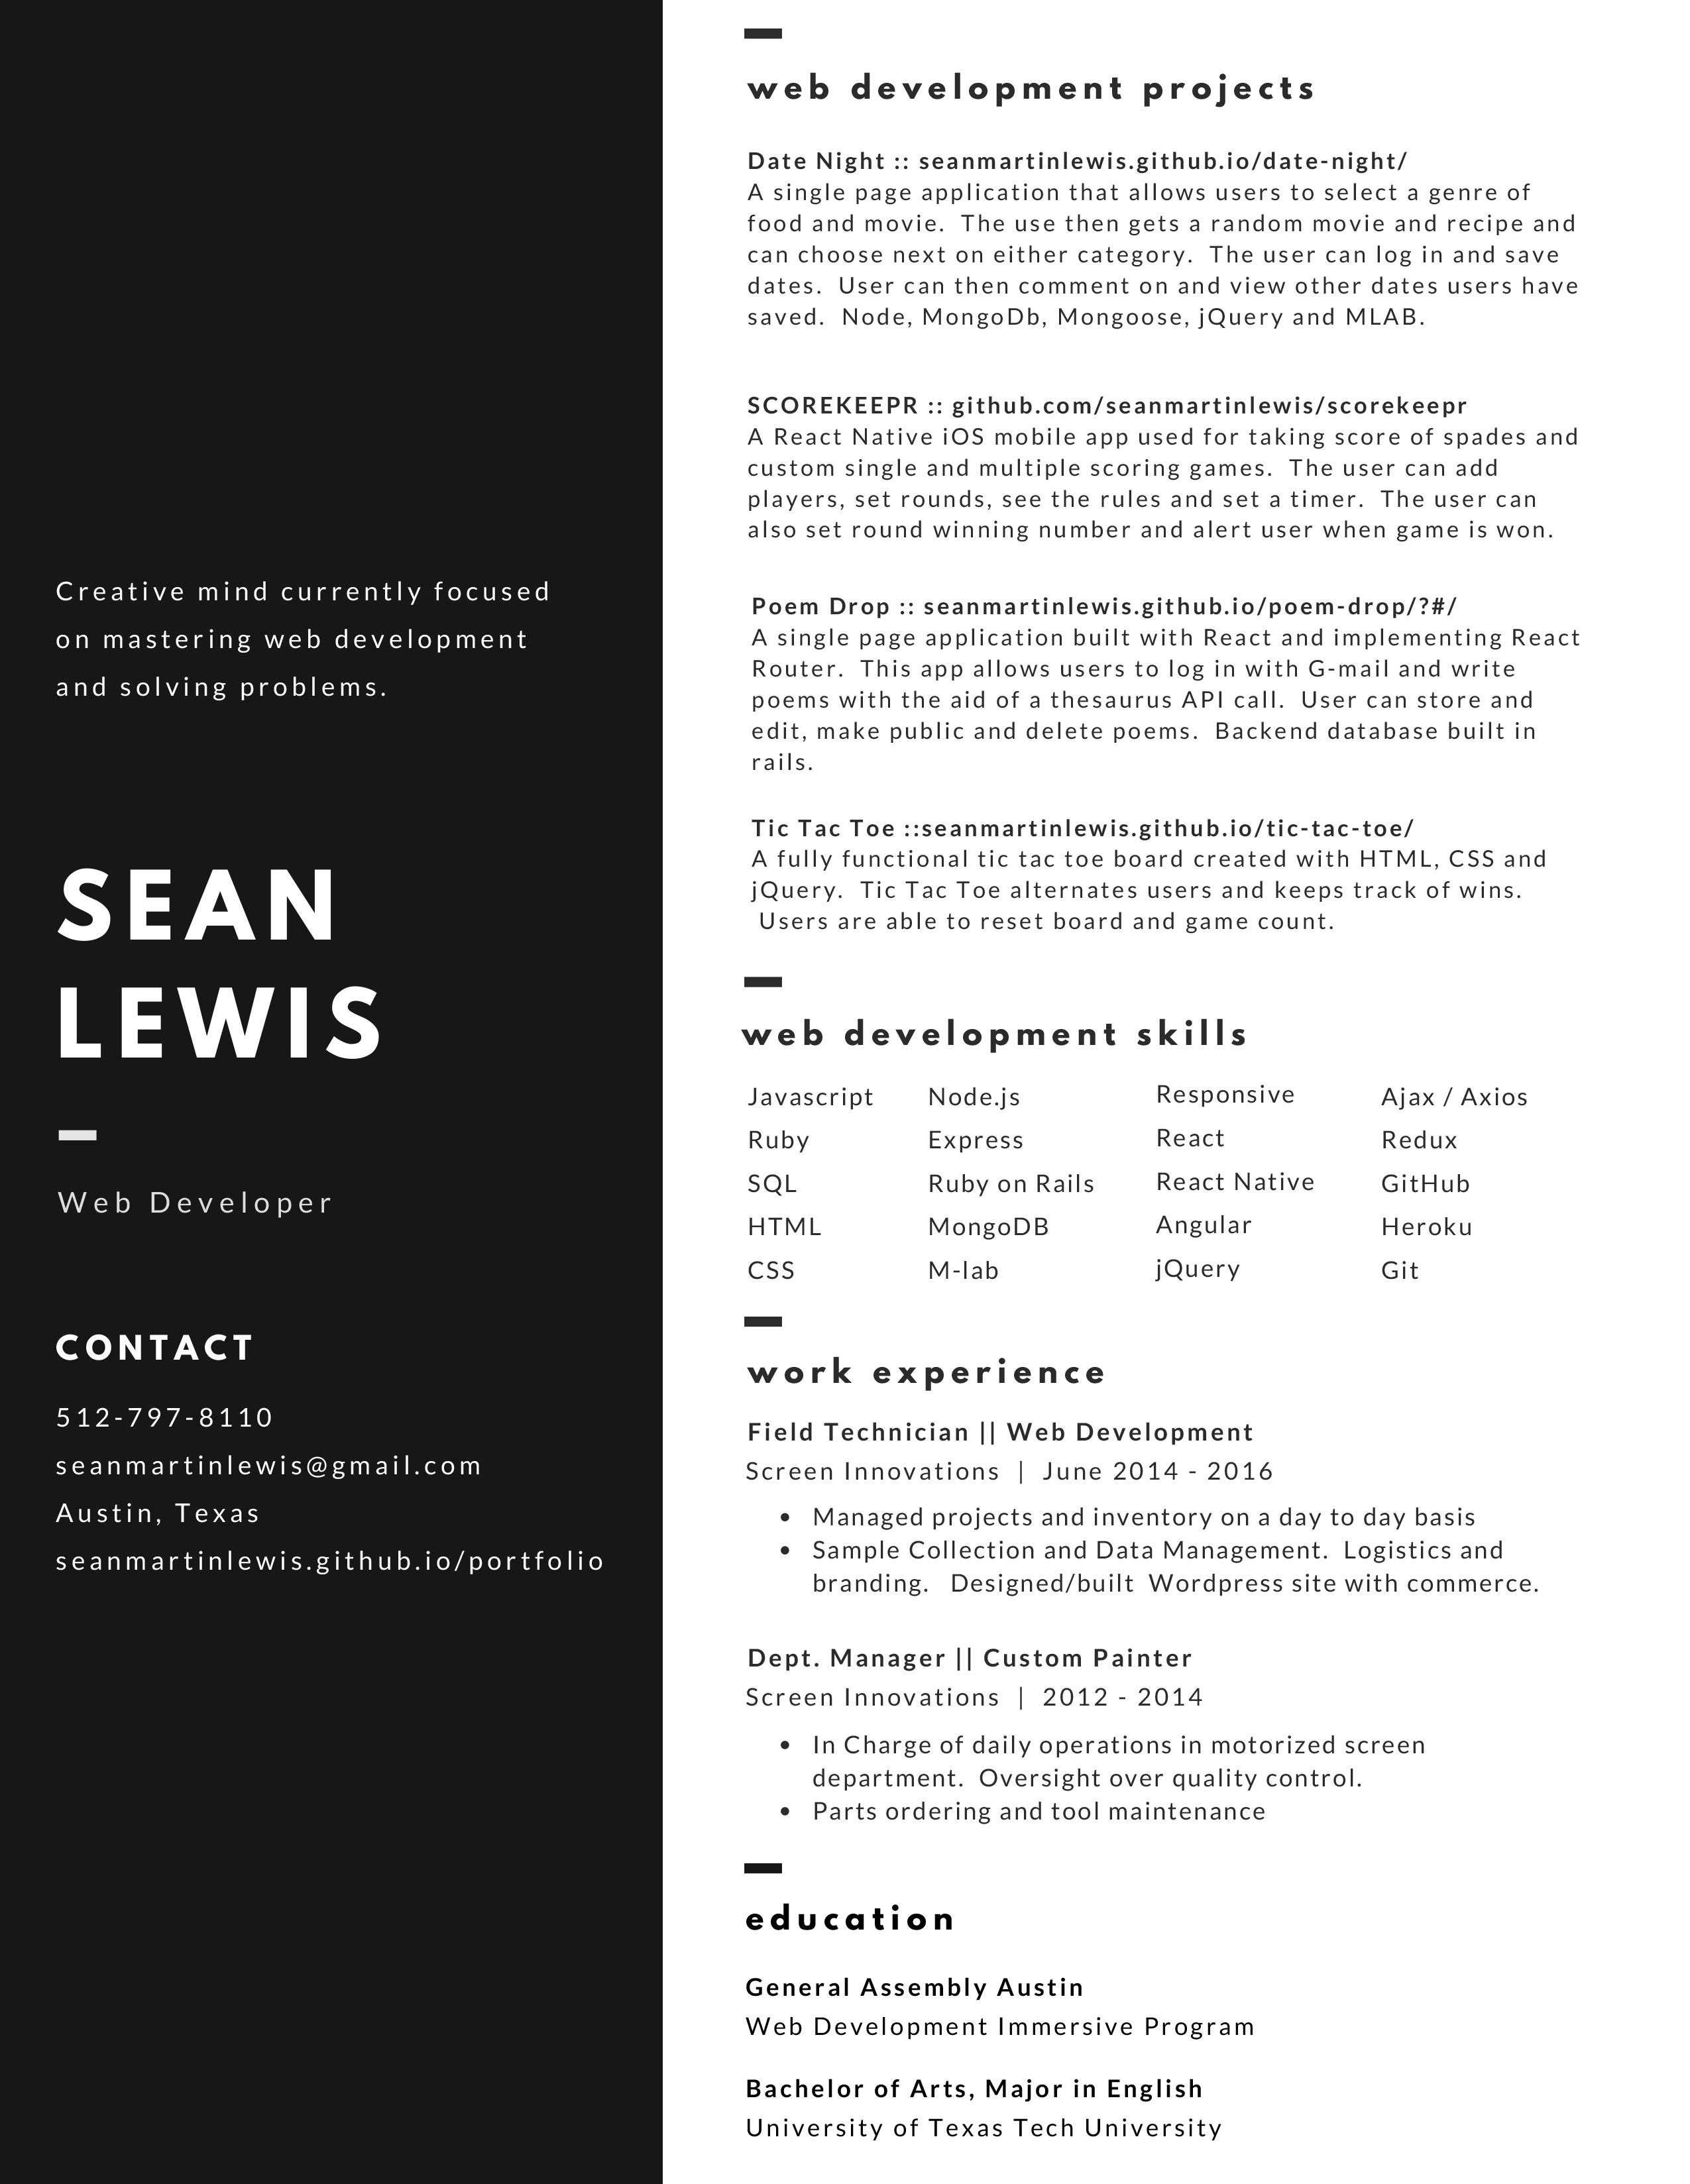 Creative mind currently focused
on mastering web development
and solving problems.
SEAN
LEWIS
Web Developer
CONTACT
512-797-8110
seanmartinlewis@gmail.com
Austin, Texas
seanmartinlewis.github.io/portfolio
web development projects
Date Night :: seanmartinlewis.github.io/date-night/
A single page application that allows users to select a genre of
food and movie.  The use then gets a random movie and recipe and
can choose next on either category.  The user can log in and save
dates.  User can then comment on and view other dates users have
saved.  Node, MongoDb, Mongoose, jQuery and MLAB.
SCOREKEEPR :: github.com/seanmartinlewis/scorekeepr
A React Native iOS mobile app used for taking score of spades and
custom single and multiple scoring games.  The user can add
players, set rounds, see the rules and set a timer.  The user can
also set round winning number and alert user when game is won.
Poem Drop :: seanmartinlewis.github.io/poem-drop/?#/
A single page application built with React and implementing React
Router.  This app allows users to log in with G-mail and write
poems with the aid of a thesaurus API call.  User can store and
edit, make public and delete poems.  Backend database built in
rails.
Tic Tac Toe ::seanmartinlewis.github.io/tic-tac-toe/
A fully functional tic tac toe board created with HTML, CSS and
jQuery.  Tic Tac Toe alternates users and keeps track of wins.
Users are able to reset board and game count.
web development skills
Javascript Node.js Responsive Ajax / Axios
Ruby Express React Redux
SQL Ruby on Rails React Native GitHub
HTML MongoDB Angular Heroku
CSS M-lab jQuery Git
work experience
Field Technician || Web Development
Screen Innovations | June 2014 - 2016
• Managed projects and inventory on a day to day basis
• Sample Collection and Data Management.  Logistics and
branding.  Designed/built  Wordpress site with commerce.
Dept. Manager || Custom Painter
Screen Innovations | 2012 - 2014
• In Charge of daily operations in motorized screen
department.  Oversight over quality control.
• Parts ordering and tool maintenance
education
General Assembly Austin
Web Development Immersive Program
Bachelor of Arts, Major in English
University of Texas Tech University